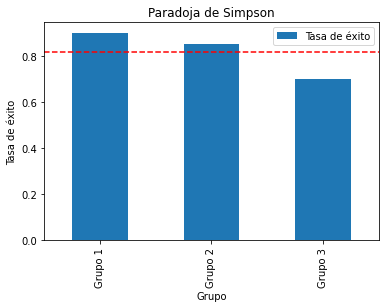 Paradoja de Simpson
Tasa de éxito
Tasa de éxito
0.8
0.6
0.4
0.2
0.0
Grupo 1
Grupo 2
Grupo 3
Grupo